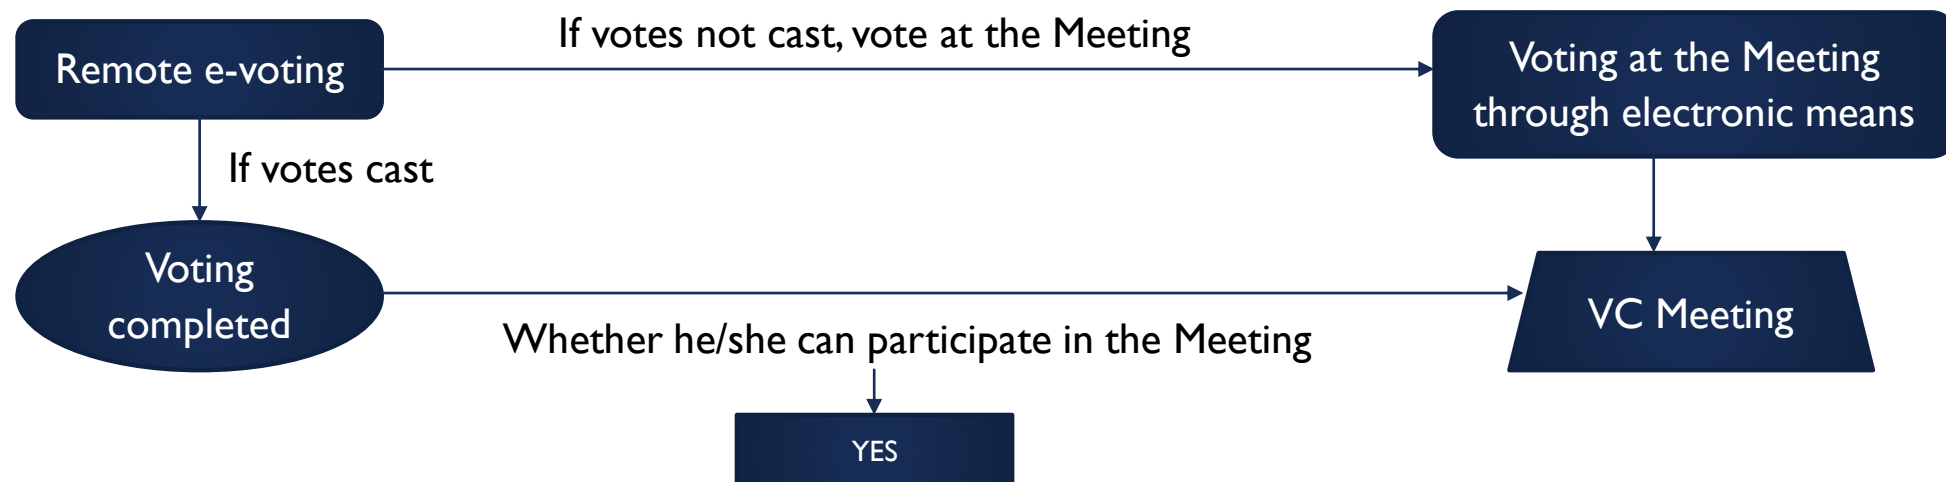 If votes not cast, vote at the Meeting
Remote e-voting
Voting at the Meeting
through electronic means
If votes cast
Voting
completed
VC Meeting
Whether he/she can participate in the Meeting
YES